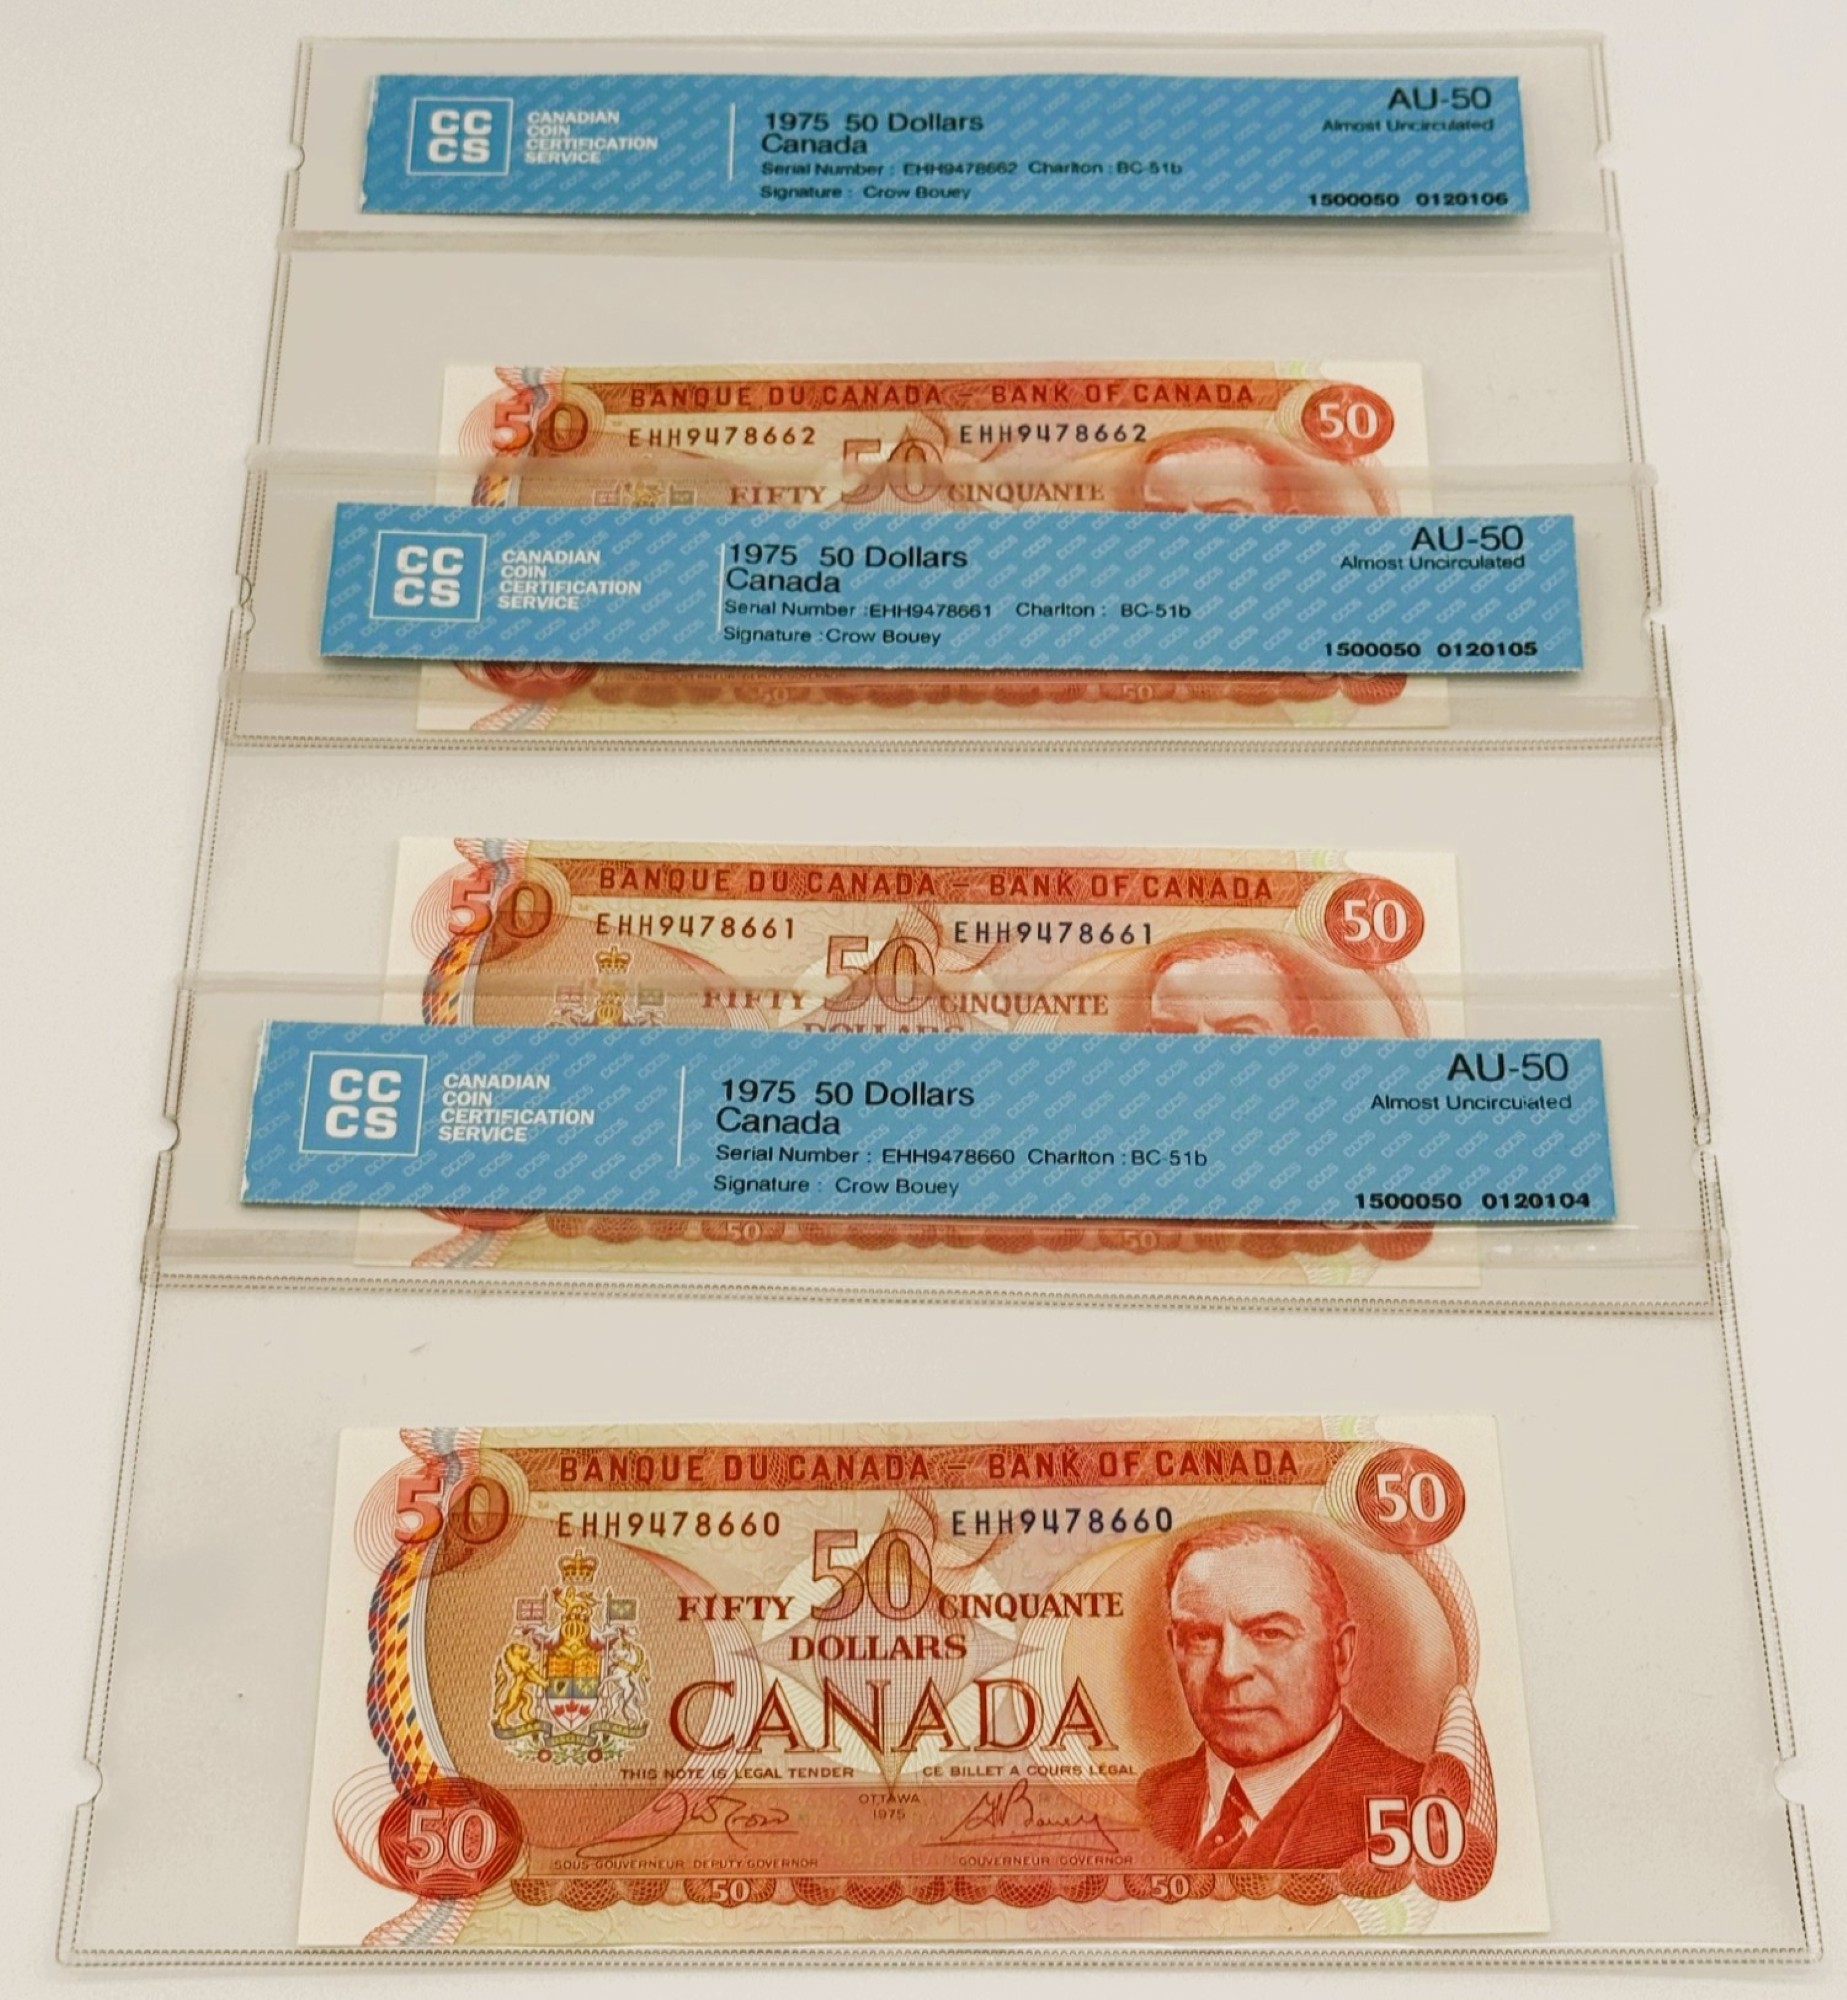 CC
CS
CANADIAN
COIN
CERTIFICATION
SERVICE
1975 50 Dollars
Canada
Serial Number : EHH9478662 Charlton : BC-51b
Signature : Crow Bouey
AU-50
Almost Uncirculated
1500050 0120106
50
BANQUE DU CANADA - BANK OF CANADA
50
EHH9478662
50
EHH9478662
FIFTY
CINQUANTE
CC
CS
CANADIAN
COIN
CERTIFICATION
SERVICE
1975 50 Dollars
Canada
Serial Number :EHH9478661 Charlton : BC-51b
Signature :Crow Bouey
AU-50
Almost Uncirculated
1500050 0120105
50
50
50
BANQUE DU CANADA - BANK OF CANADA
50
EHH9478661
50
EHH9478661
FIFTY
CINQUANTE
DOLLARS
CC
CS
CANADIAN
COIN
CERTIFICATION
SERVICE
1975 50 Dollars
Canada
Serial Number : EHH9478660 Charlton : BC-51b
Signature : Crow Bouey
AU-50
Almost Uncirculated
1500050 0120104
50
50
50
BANQUE DU CANADA - BANK OF CANADA
50
EHH9478660
50
EHH9478660
FIFTY
CINQUANTE
DOLLARS
CANADA
THIS NOTE IS LEGAL TENDER
CE BILLET A COURS LEGAL
OTTAWA
1975
50
SOUS-GOUVERNEUR DEPUTY GOVERNOR
GOUVERNEUR GOVERNOR
50
50
50